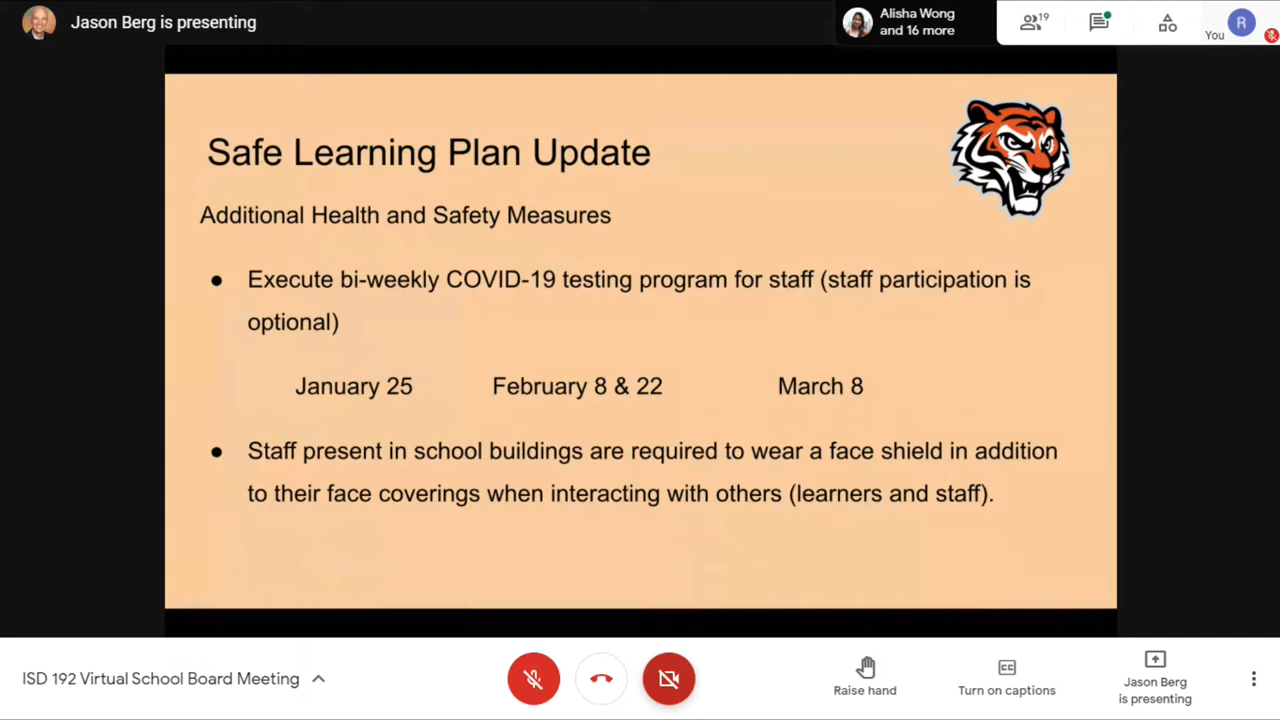 Jason Berg is presenting
Alisha Wong
and 16 more
19
You
R
Safe Learning Plan Update
Additional Health and Safety Measures
● Execute bi-weekly COVID-19 testing program for staff (staff participation is
optional)
January 25 February 8 & 22 March 8
● Staff present in school buildings are required to wear a face shield in addition
to their face coverings when interacting with others (learners and staff).
ISD 192 Virtual School Board Meeting
Raise hand
Turn on captions
Jason Berg
is presenting